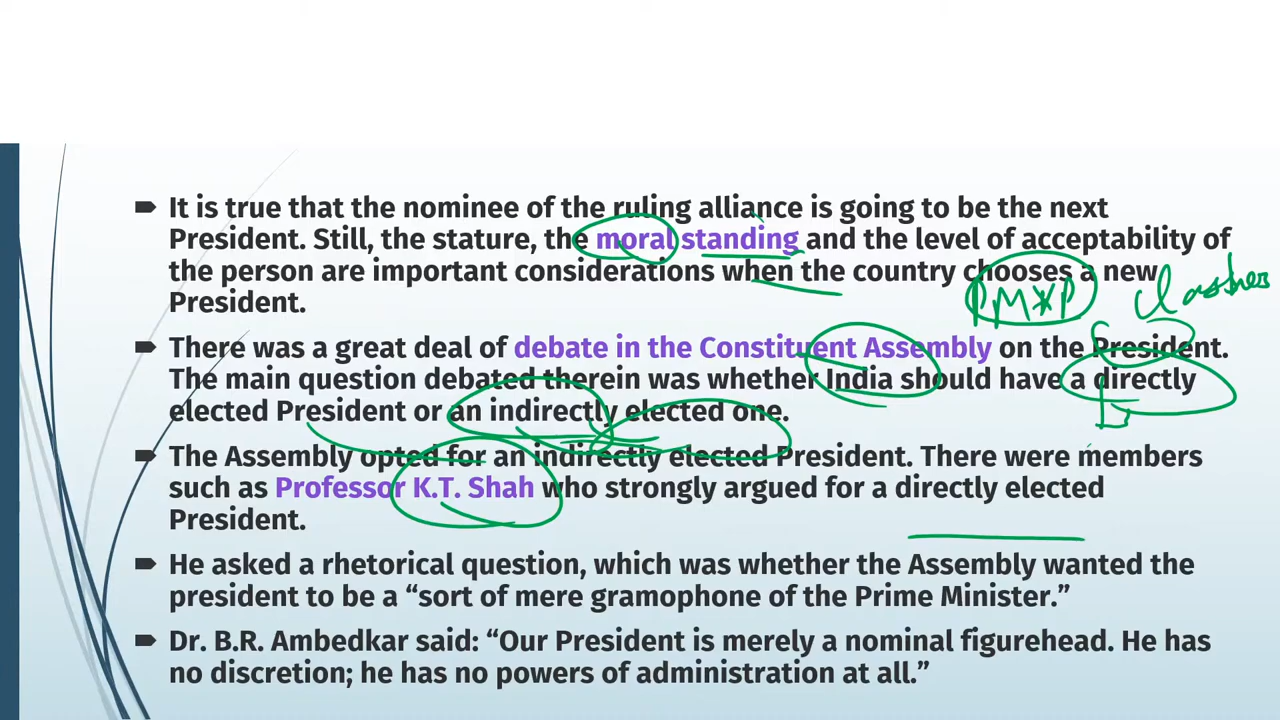 It is true that the nominee of the ruling alliance is going to be the next
President. Still, the stature, the moral standing and the level of acceptability of
the person are important considerations when the country chooses a new
President.
PM * P
Clashes
There was a great deal of debate in the Constituent Assembly on the President.
The main question debated therein was whether India should have a directly
elected President or an indirectly elected one.
The Assembly opted for an indirectly elected President. There were members
such as Professor K.T. Shah who strongly argued for a directly elected
President.
He asked a rhetorical question, which was whether the Assembly wanted the
president to be a “sort of mere gramophone of the Prime Minister.”
Dr. B.R. Ambedkar said: “Our President is merely a nominal figurehead. He has
no discretion; he has no powers of administration at all.”